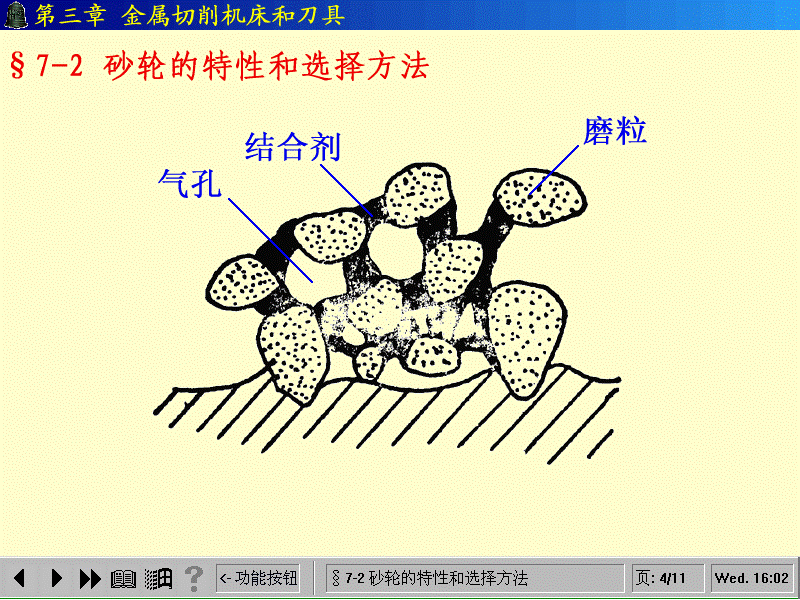 第三章 金属切削机床和刀具
§7-2 砂轮的特性和选择方法
结合剂
磨粒
气孔
?
<-功能按钮
§7-2 砂轮的特性和选择方法
页: 4/11
Wed. 16:02